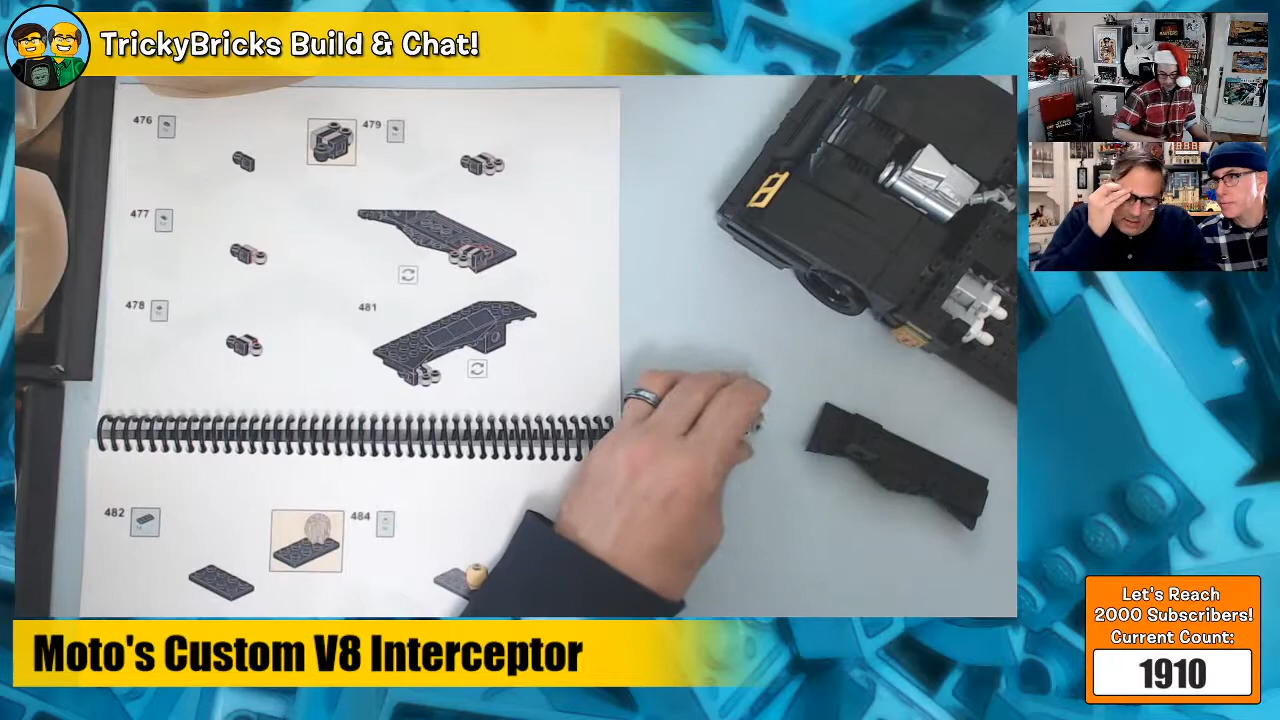 TrickyBricks Build & Chat!
476
479
477
478
481
482
484
Moto's Custom V8 Interceptor
Let's Reach
2000 Subscribers!
Current Count:
1910